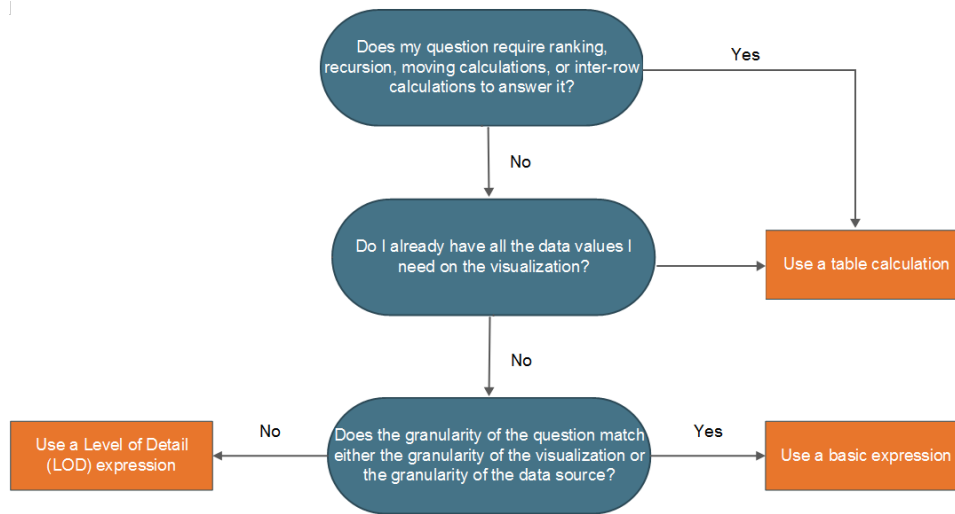 Does my question require ranking,
recursion, moving calculations, or inter-row
calculations to answer it?
Yes
No
Do I already have all the data values I
need on the visualization?
Use a table calculation
No
Does the granularity of the question match
either the granularity of the visualization or
the granularity of the data source?
No
Use a Level of Detail
(LOD) expression
Yes
Use a basic expression